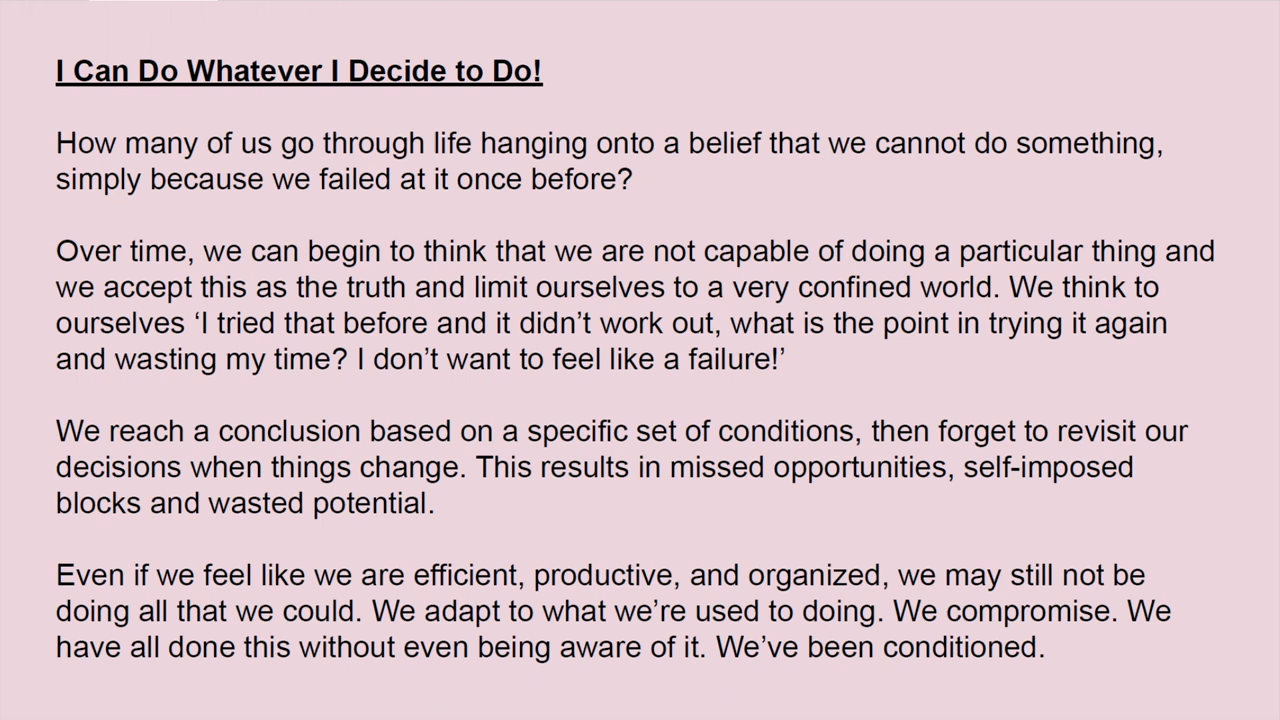 I Can Do Whatever I Decide to Do!
How many of us go through life hanging onto a belief that we cannot do something,
simply because we failed at it once before?
Over time, we can begin to think that we are not capable of doing a particular thing and
we accept this as the truth and limit ourselves to a very confined world. We think to
ourselves ‘I tried that before and it didn’t work out, what is the point in trying it again
and wasting my time? I don’t want to feel like a failure!’
We reach a conclusion based on a specific set of conditions, then forget to revisit our
decisions when things change. This results in missed opportunities, self-imposed
blocks and wasted potential.
Even if we feel like we are efficient, productive, and organized, we may still not be
doing all that we could. We adapt to what we’re used to doing. We compromise. We
have all done this without even being aware of it. We’ve been conditioned.